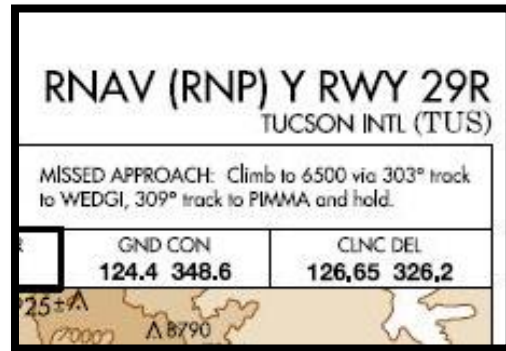 RNAV (RNP) Y RWY 29R
TUCSON INTL (TUS)
MISSED APPROACH: Climb to 6500 via 303° track
to WEDGI, 309° track to PIMMA and hold.
GND CON
124.4 348.6
CLNC DEL
126.65 326.2
25±
8790